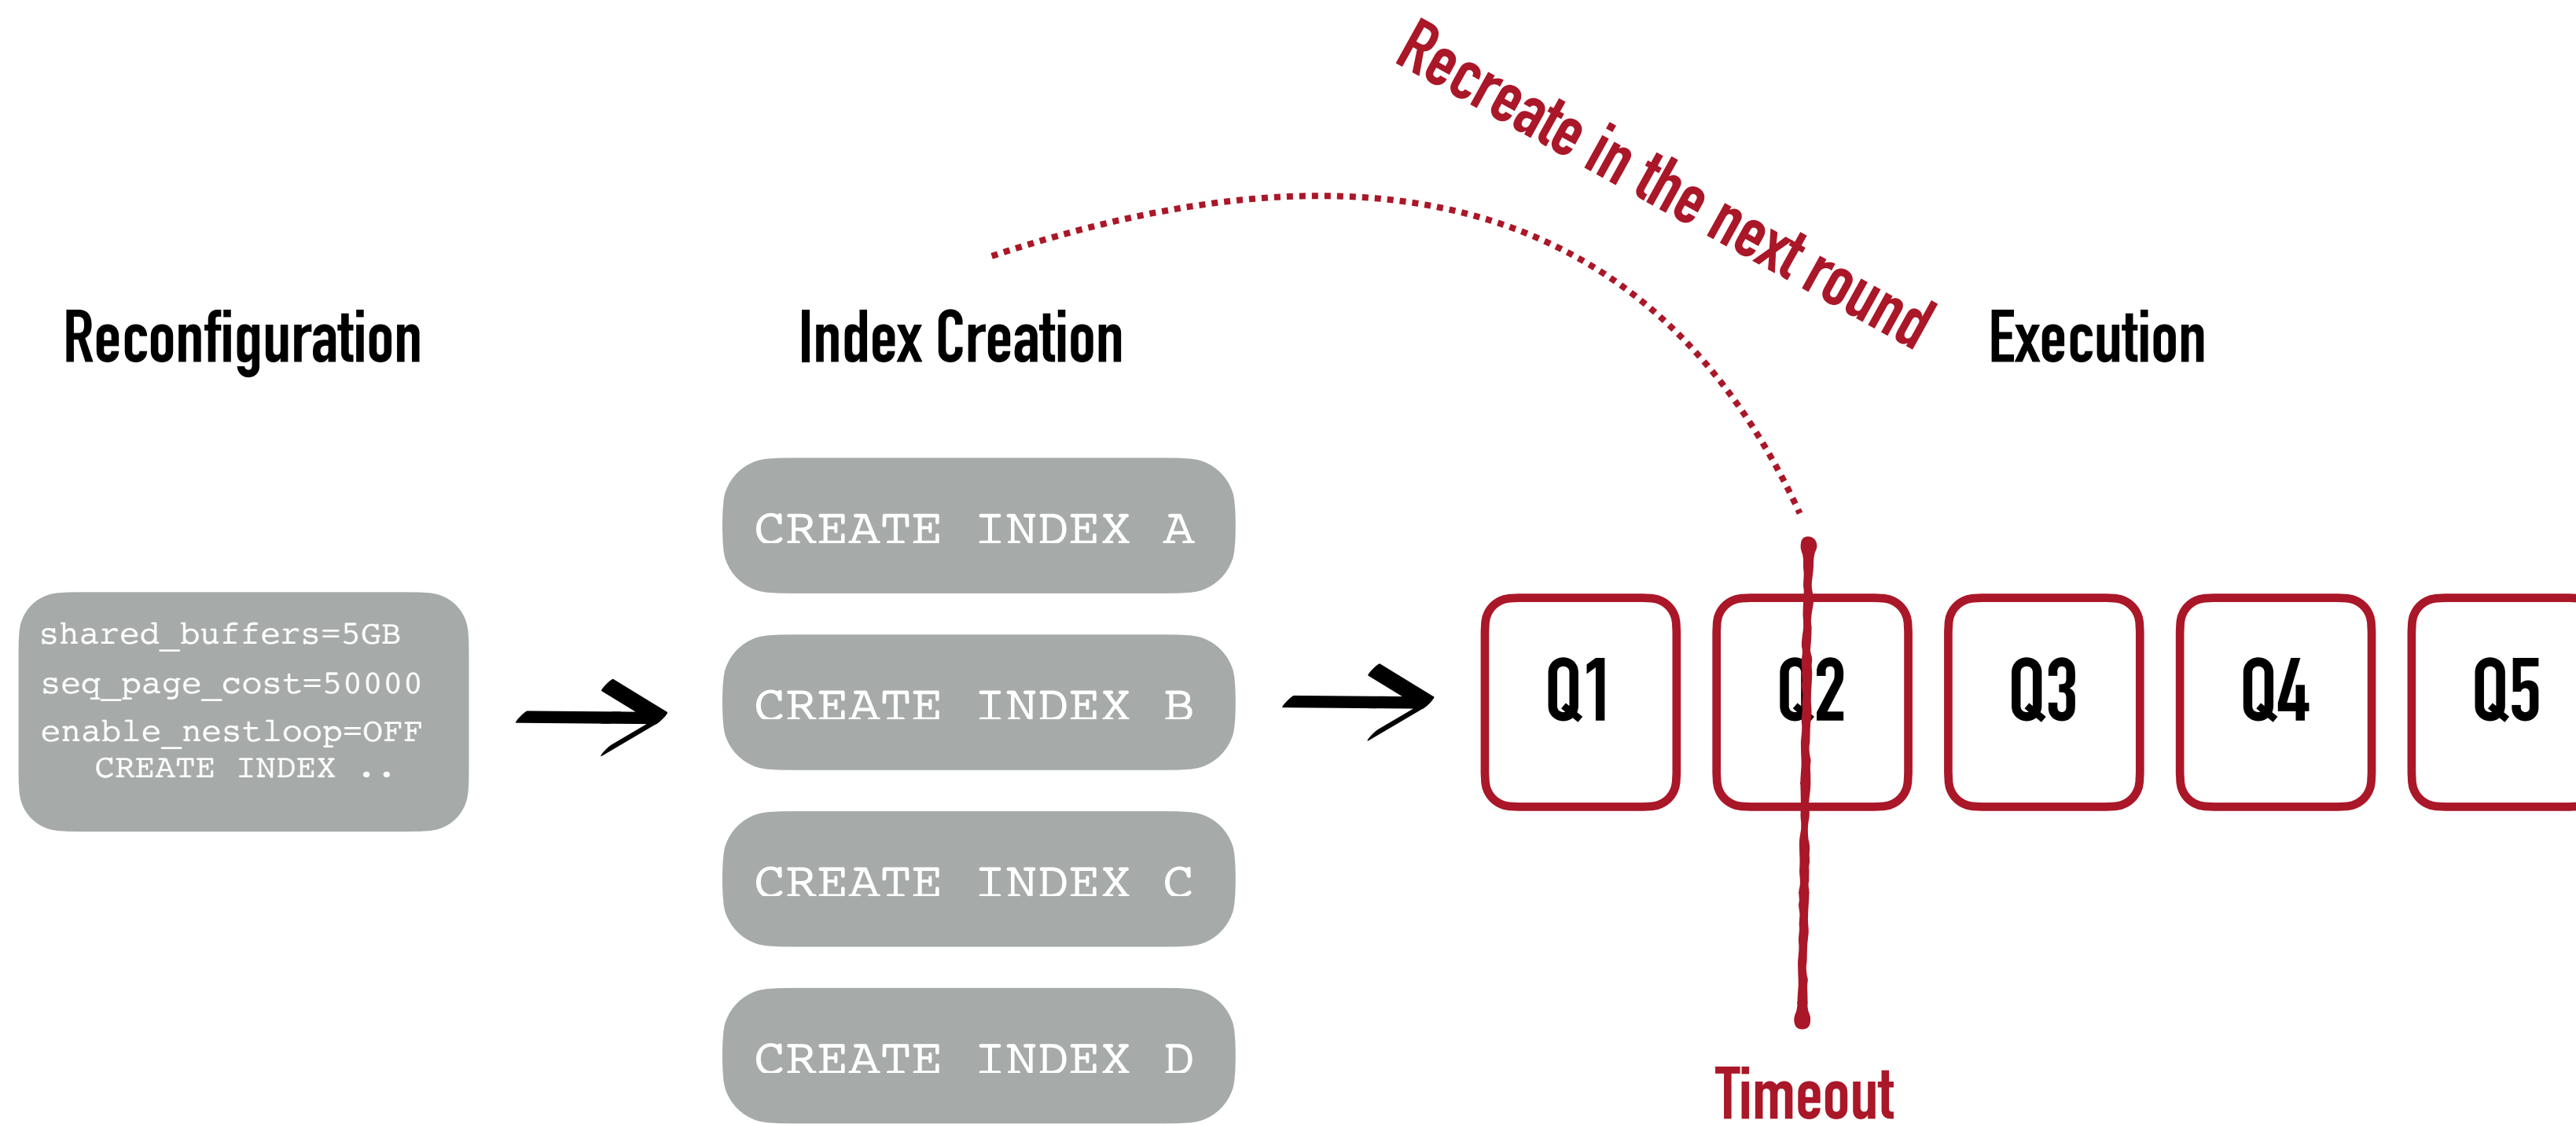 Recreate in the next round
Reconfiguration
Index Creation
Execution
shared_buffers=5GB
seq_page_cost=50000
enable_nestloop=OFF
CREATE INDEX ..
CREATE INDEX A
CREATE INDEX B
CREATE INDEX C
CREATE INDEX D
Q1
Q2
Q3
Q4
Q5
Timeout